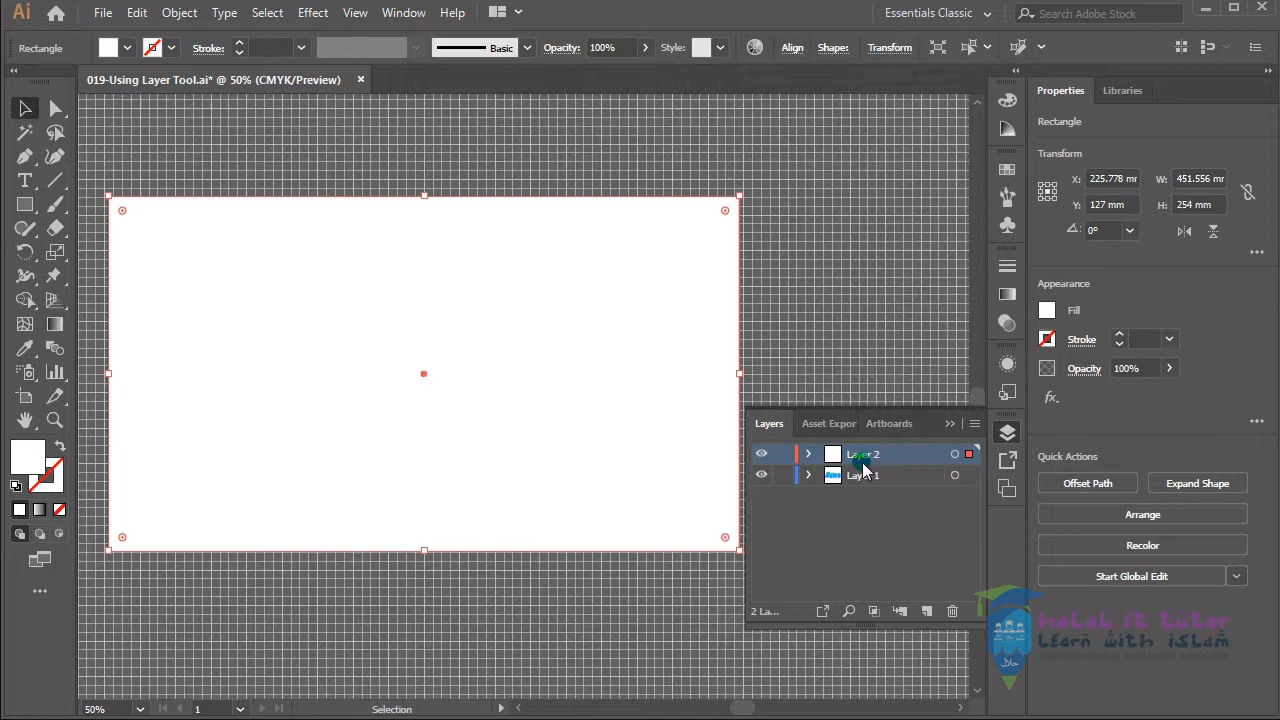 Ai File Edit Object Type Select Effect View Window Help Essentials Classic Search Adobe Stock
Rectangle Stroke: Basic Opacity: 100% Style: Align Shape: Transform
019-Using Layer Tool.ai* @ 50% (CMYK/Preview)
Properties Libraries
Rectangle
Transform
X: 225.778 mm W: 451.556 mm
Y: 127 mm H: 254 mm
0°
Appearance
Fill
Stroke
Opacity 100%
fx.
Layers Asset Expor Artboards
Layer 2
Layer 1
2 La...
Quick Actions
Offset Path Expand Shape
Arrange
Recolor
Start Global Edit
halal it tutor
Learn with islam
حلال
50% 1 Selection